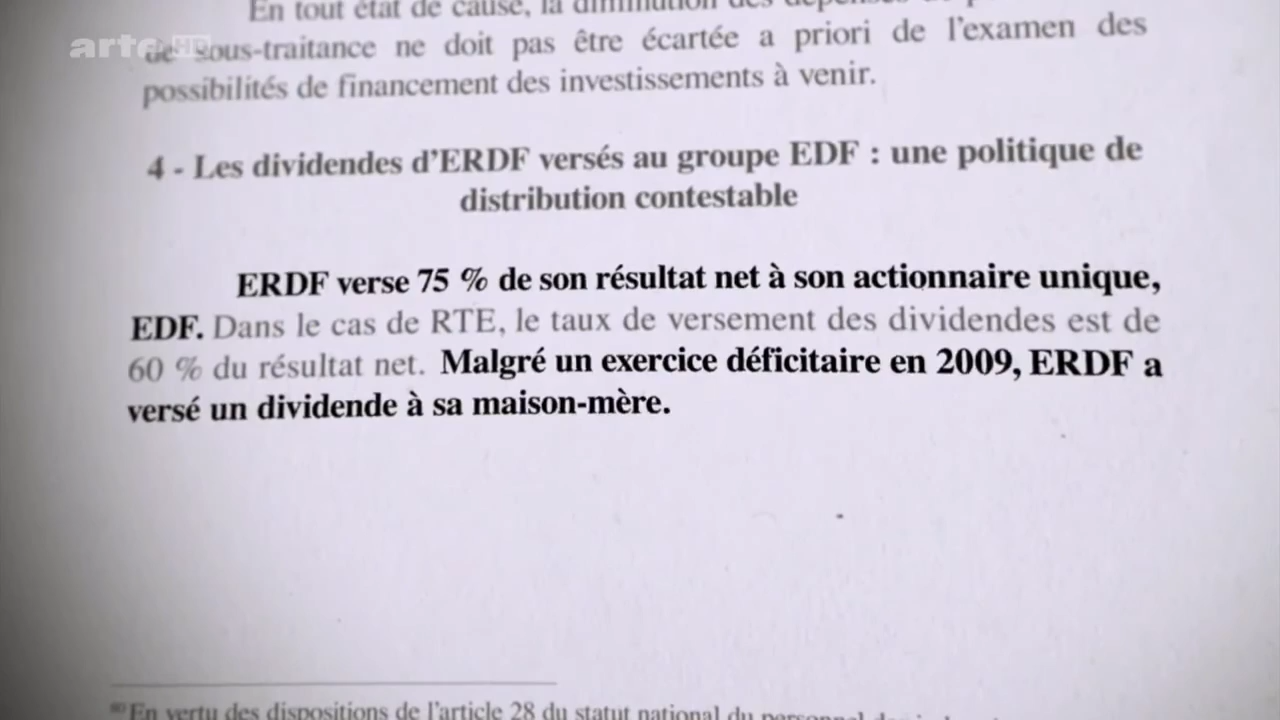 arte HD
En tout état de cause, la diminution des dépenses de
de sous-traitance ne doit pas être écartée a priori de l'examen des
possibilités de financement des investissements à venir.
4 - Les dividendes d'ERDF versés au groupe EDF : une politique de
distribution contestable
ERDF verse 75 % de son résultat net à son actionnaire unique,
EDF. Dans le cas de RTE, le taux de versement des dividendes est de
60 % du résultat net. Malgré un exercice déficitaire en 2009, ERDF a
versé un dividende à sa maison-mère.
En vertu des dispositions de l'article 28 du statut national du personnel